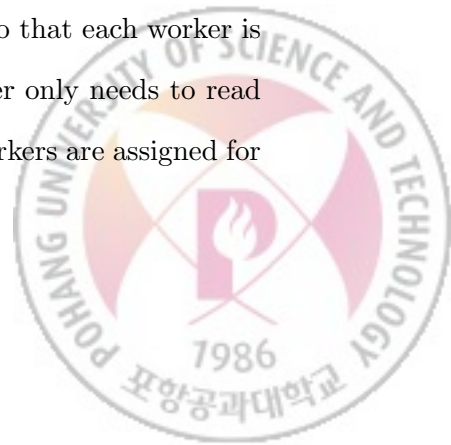 o that each worker is
er only needs to read
rkers are assigned for
POHANG UNIVERSITY OF SCIENCE AND TECHNOLOGY
1986
포항공과대학교